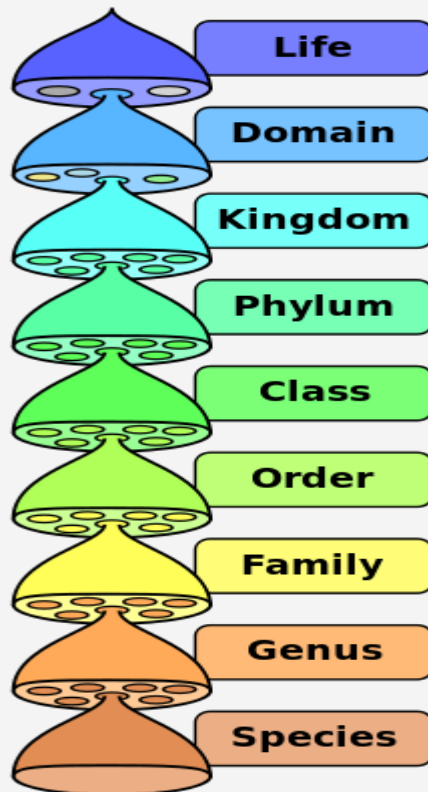 Life
Domain
Kingdom
Phylum
Class
Order
Family
Genus
Species